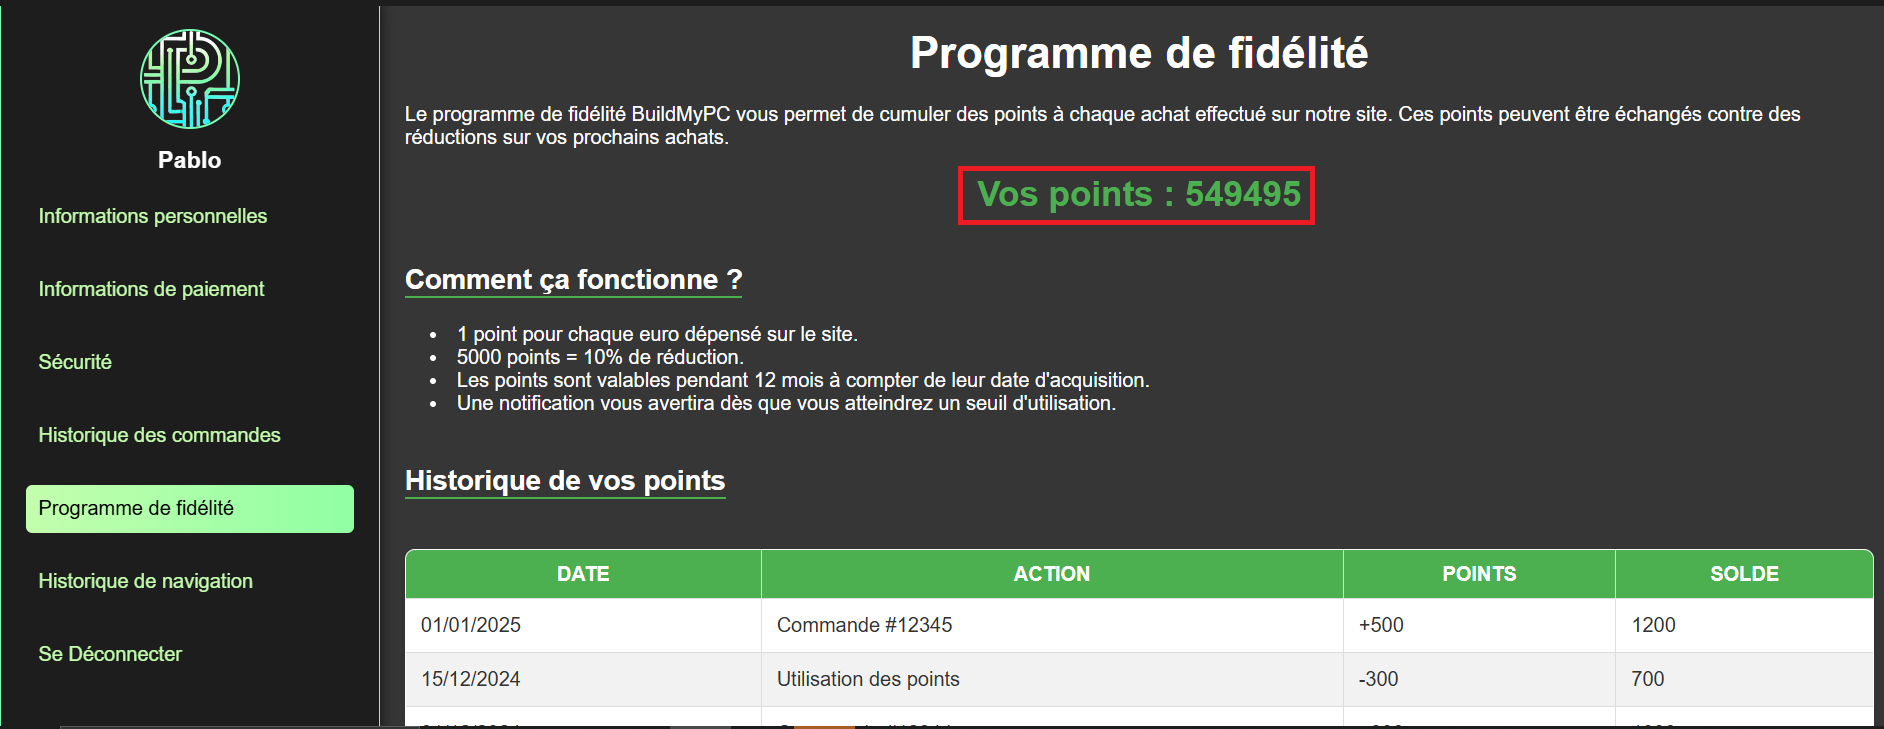 Pablo
Informations personnelles
Informations de paiement
Sécurité
Historique des commandes
Programme de fidélité
Historique de navigation
Se Déconnecter
Programme de fidélité
Le programme de fidélité BuildMyPC vous permet de cumuler des points à chaque achat effectué sur notre site. Ces points peuvent être échangés contre des
réductions sur vos prochains achats.
Vos points : 549495
Comment ça fonctionne ?
1 point pour chaque euro dépensé sur le site.
5000 points = 10% de réduction.
Les points sont valables pendant 12 mois à compter de leur date d'acquisition.
Une notification vous avertira dès que vous atteindrez un seuil d'utilisation.
Historique de vos points
DATE ACTION POINTS SOLDE
01/01/2025 Commande #12345 +500 1200
15/12/2024 Utilisation des points -300 700